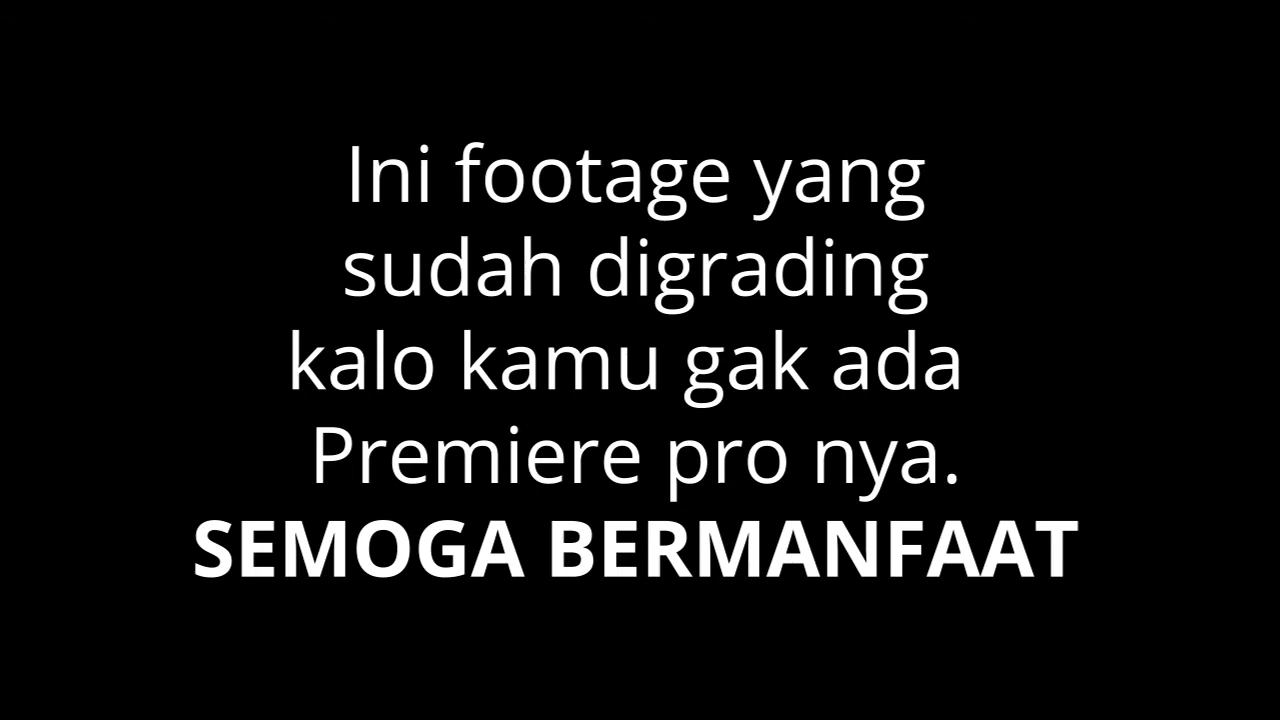 Ini footage yang
sudah digrading
kalo kamu gak ada
Premiere pro nya.
SEMOGA BERMANFAAT